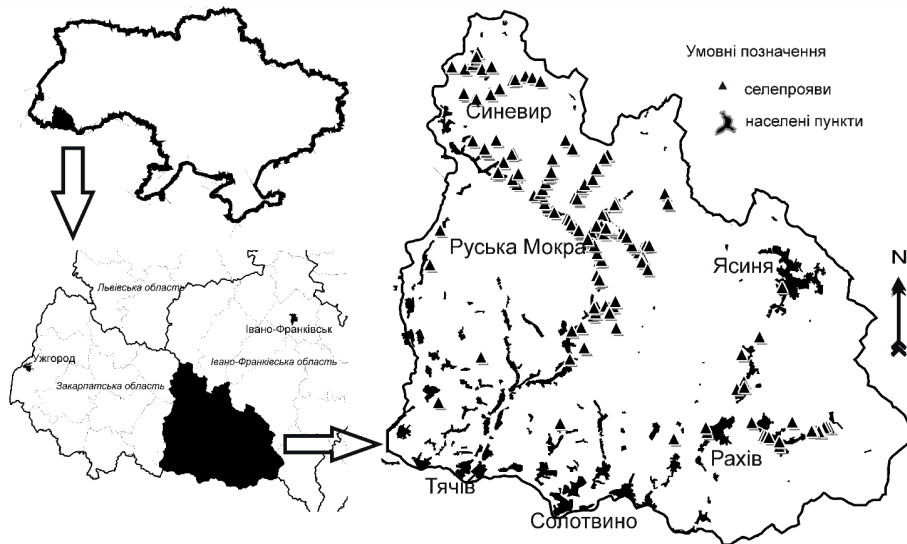 Умовні позначення
селепрояви
населені пункти
Синевир
Руська Мокра
Ясиня
N
Рахів
Тячів
Солотвино
Львівська область
Івано-Франківськ
Ужгород
Івано-Франківська область
Закарпатська область